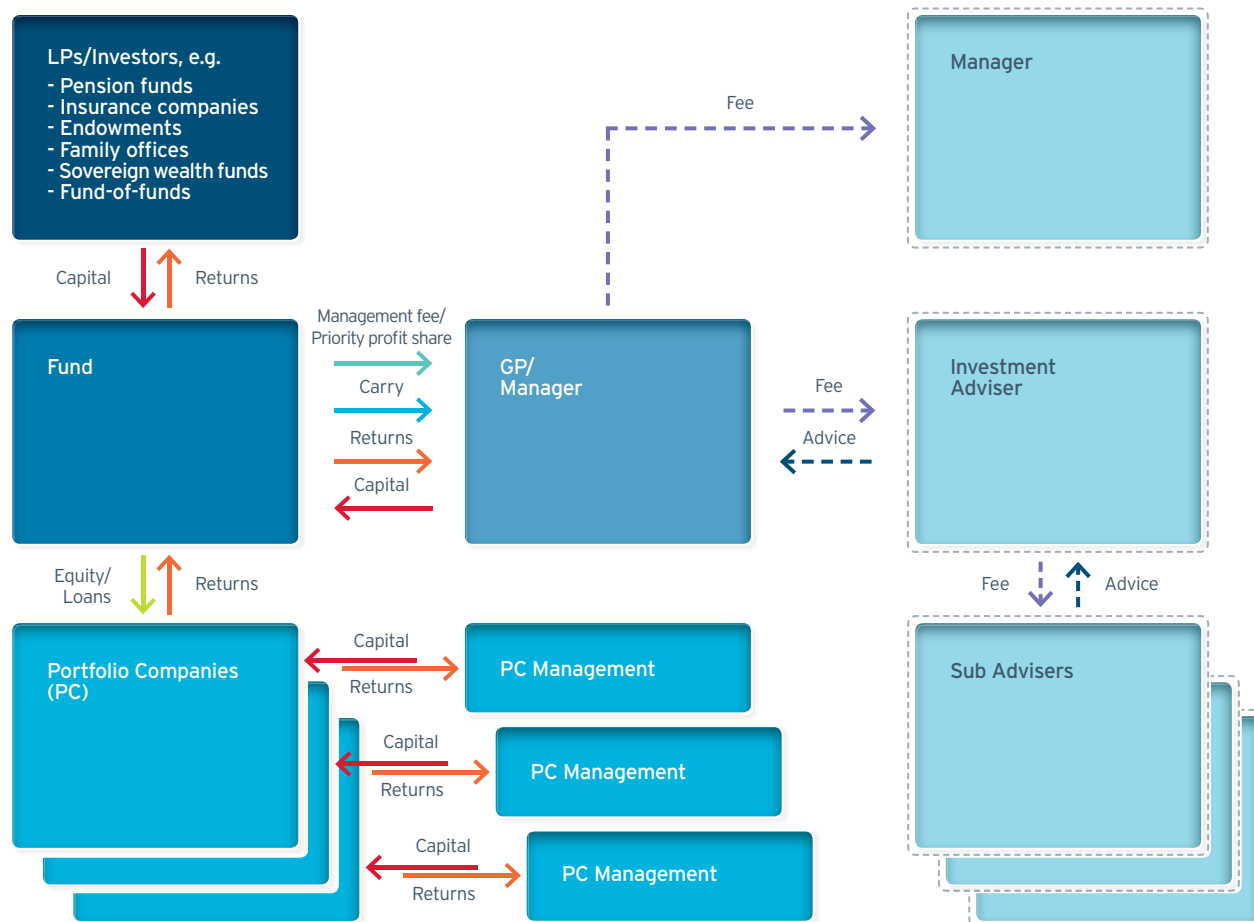 LPs/Investors, e.g.
- Pension funds
- Insurance companies
- Endowments
- Family offices
- Sovereign wealth funds
- Fund-of-funds
Manager
Fee
Capital
Returns
Fund
Management fee/
Priority profit share
Carry
Returns
Capital
GP/
Manager
Fee
Advice
Investment
Adviser
Equity/
Loans
Returns
Fee
Advice
Portfolio Companies
(PC)
Capital
Returns
PC Management
Capital
Returns
PC Management
Capital
Returns
PC Management
Sub Advisers